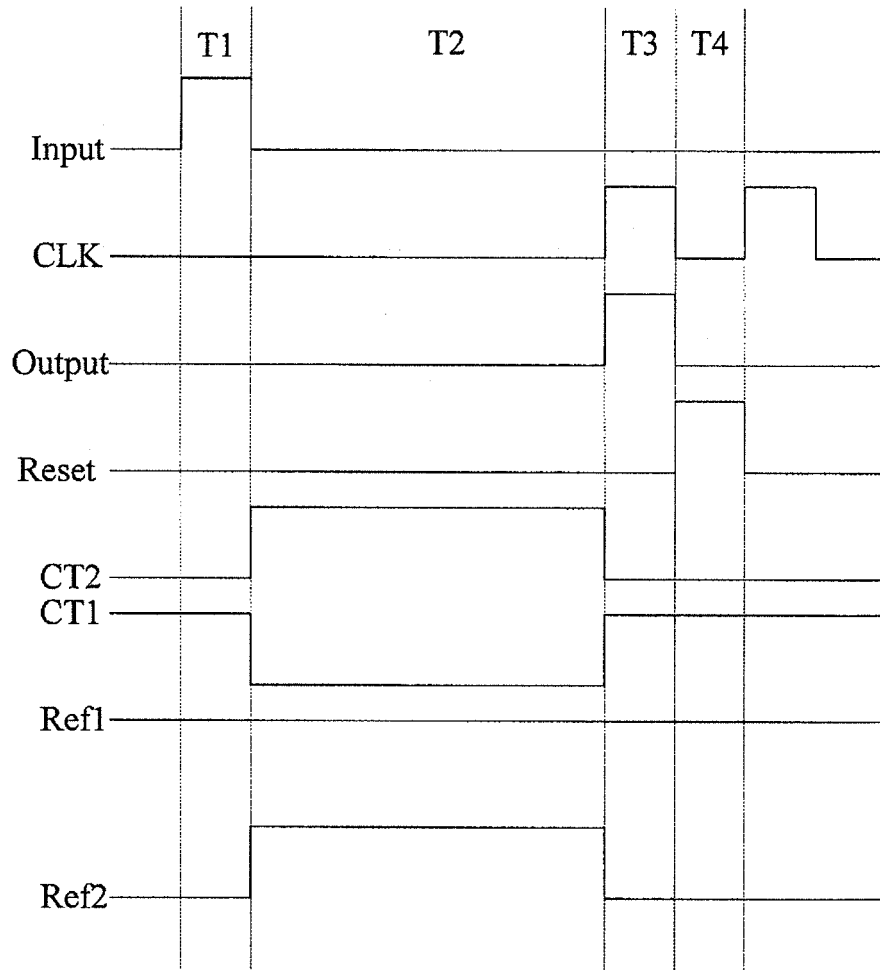 T1 T2 T3 T4
Input
CLK
Output
Reset
CT2
CT1
Ref1
Ref2